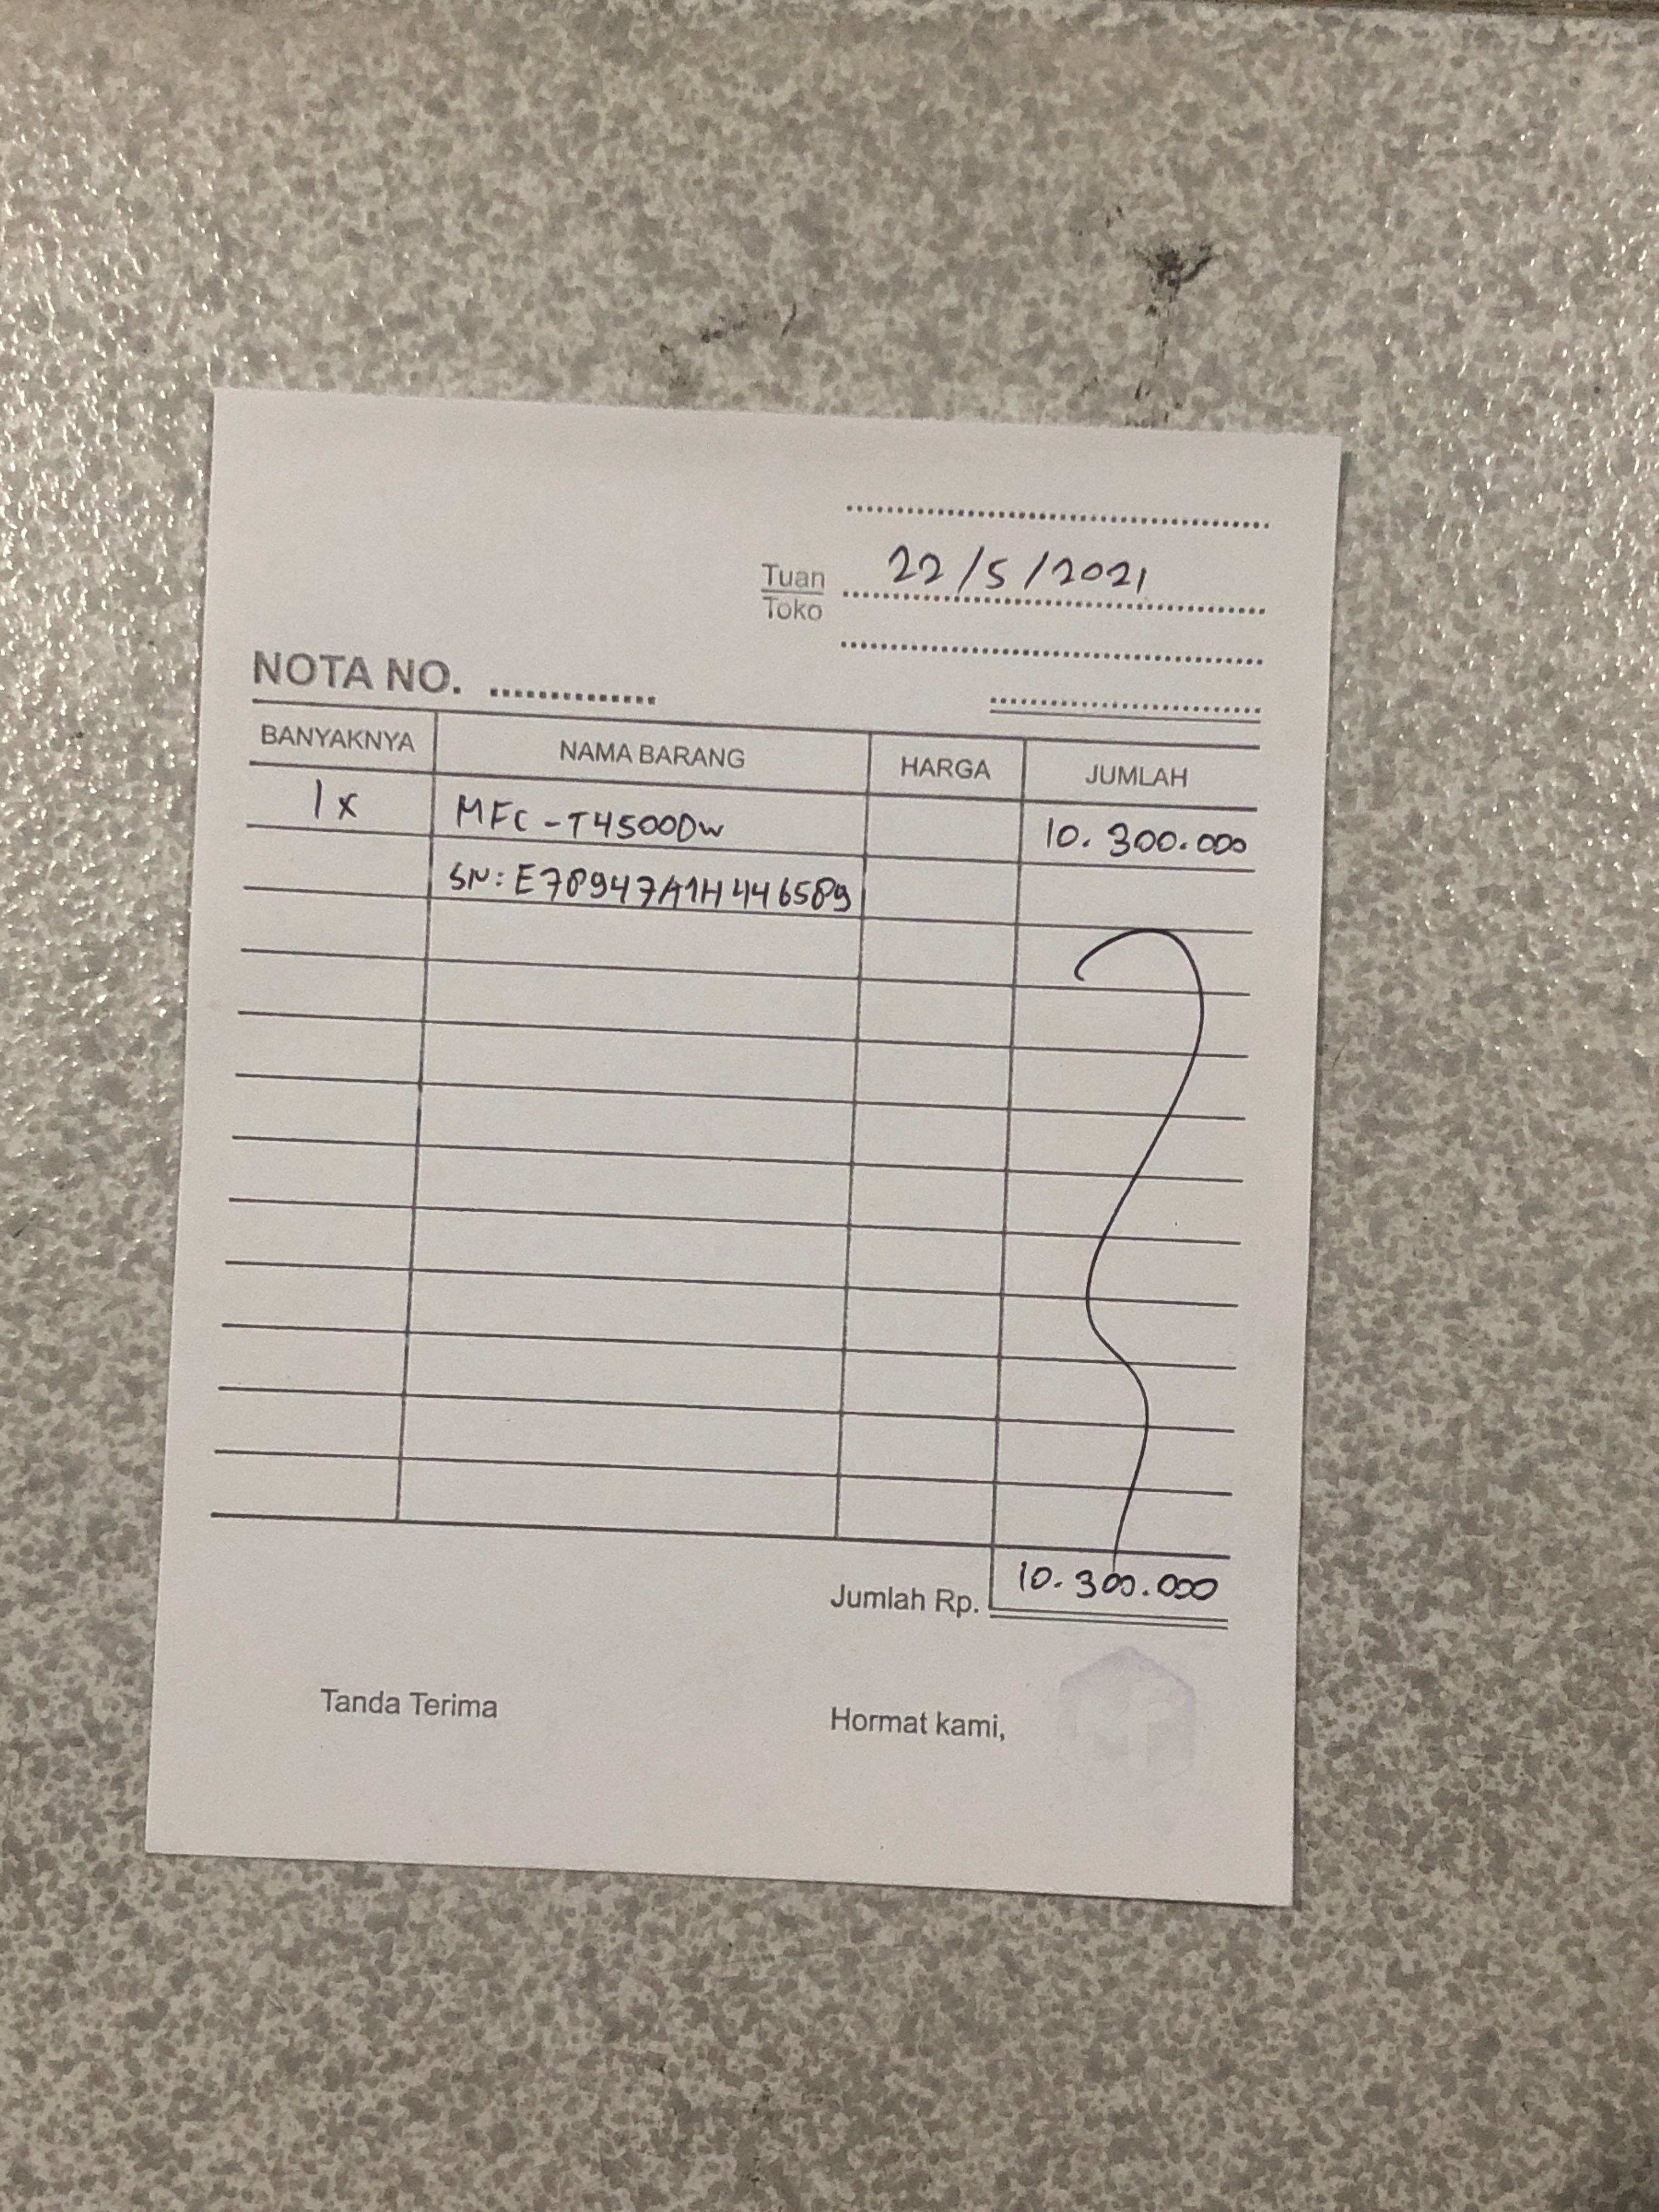 22/5/2021
Tuan
Toko
NOTA NO.
BANYAKNYA NAMA BARANG HARGA JUMLAH
1x MFC-T4500DW 10.300.000
SN: E78947A1H446589
Jumlah Rp. 10.300.000
Tanda Terima Hormat kami,